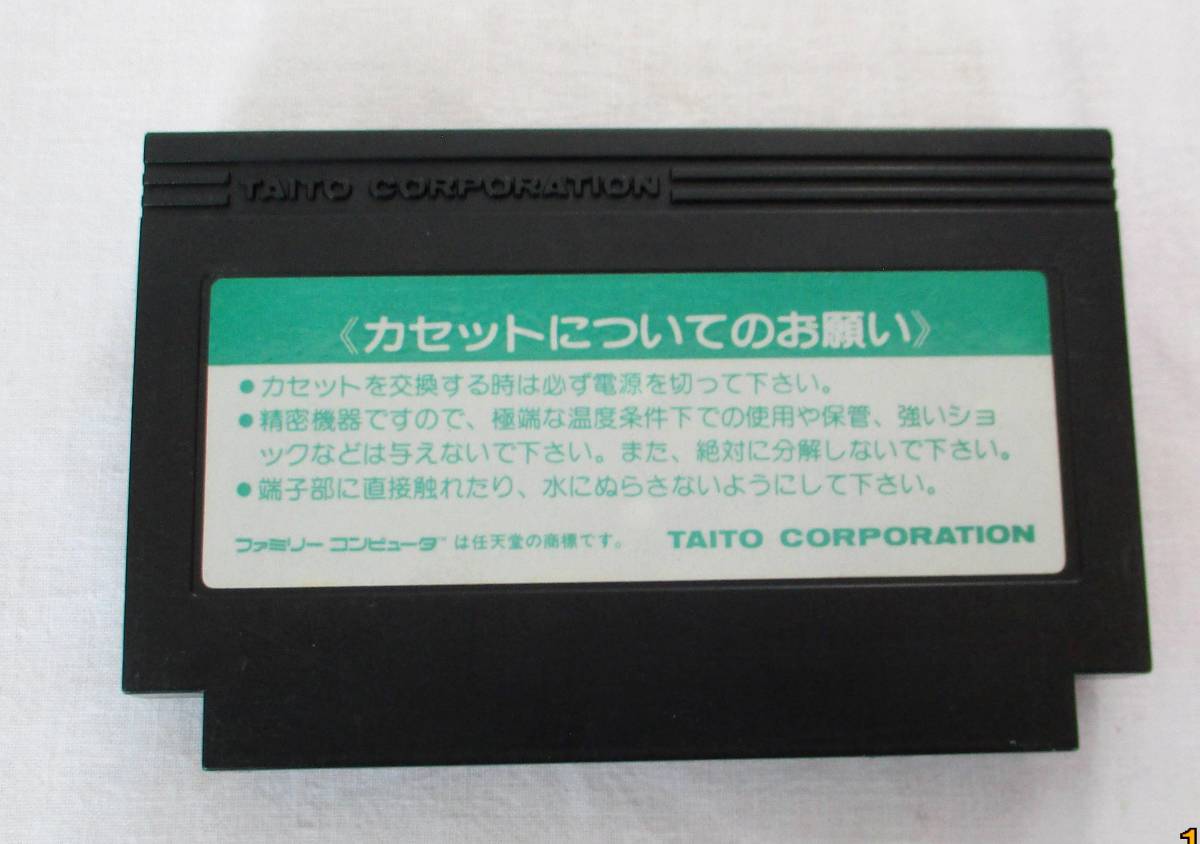 TAITO CORPORATION
《カセットについてのお願い》
●カセットを交換する時は必ず電源を切って下さい。
●精密機器ですので、極端な温度条件下での使用や保管、強いショ
ックなどは与えないで下さい。また、絶対に分解しないで下さい。
●端子部に直接触れたり、水にぬらさないようにして下さい。
ファミリーコンピュータ™は任天堂の商標です。 TAITO CORPORATION
1